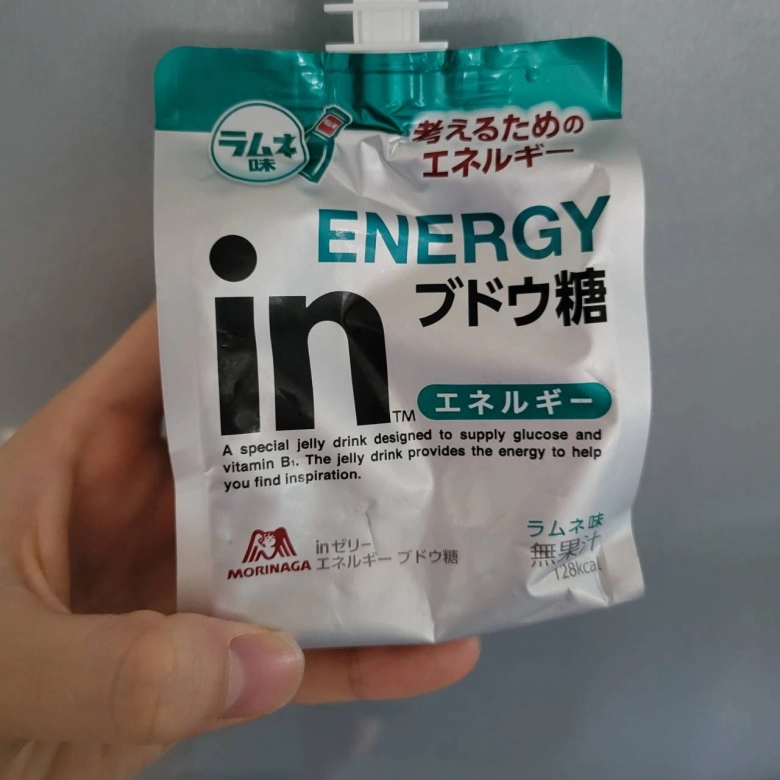 ラムネ
味
考えるための
エネルギー
ENERGY
in
ブドウ糖
TM
エネルギー
A special jelly drink designed to supply glucose and
vitamin B₁. The jelly drink provides the energy to help
you find inspiration.
MORINAGA
inゼリー
エネルギー ブドウ糖
ラムネ味
無果汁
128kcal